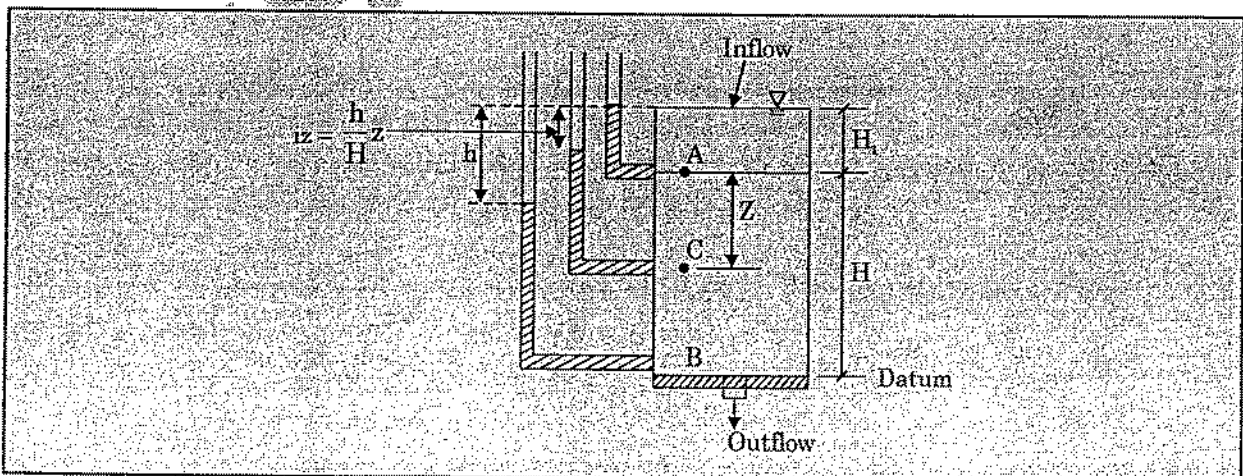 Inflow
iz = h/H z
h
H₁
A
Z
C
H
B
Datum
Outflow